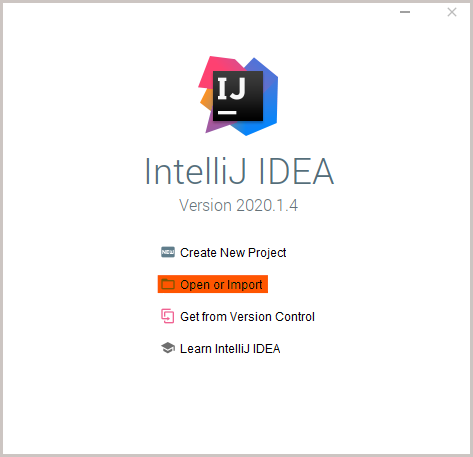 IJ
IntelliJ IDEA
Version 2020.1.4
NEW Create New Project
Open or Import
Get from Version Control
Learn IntelliJ IDEA